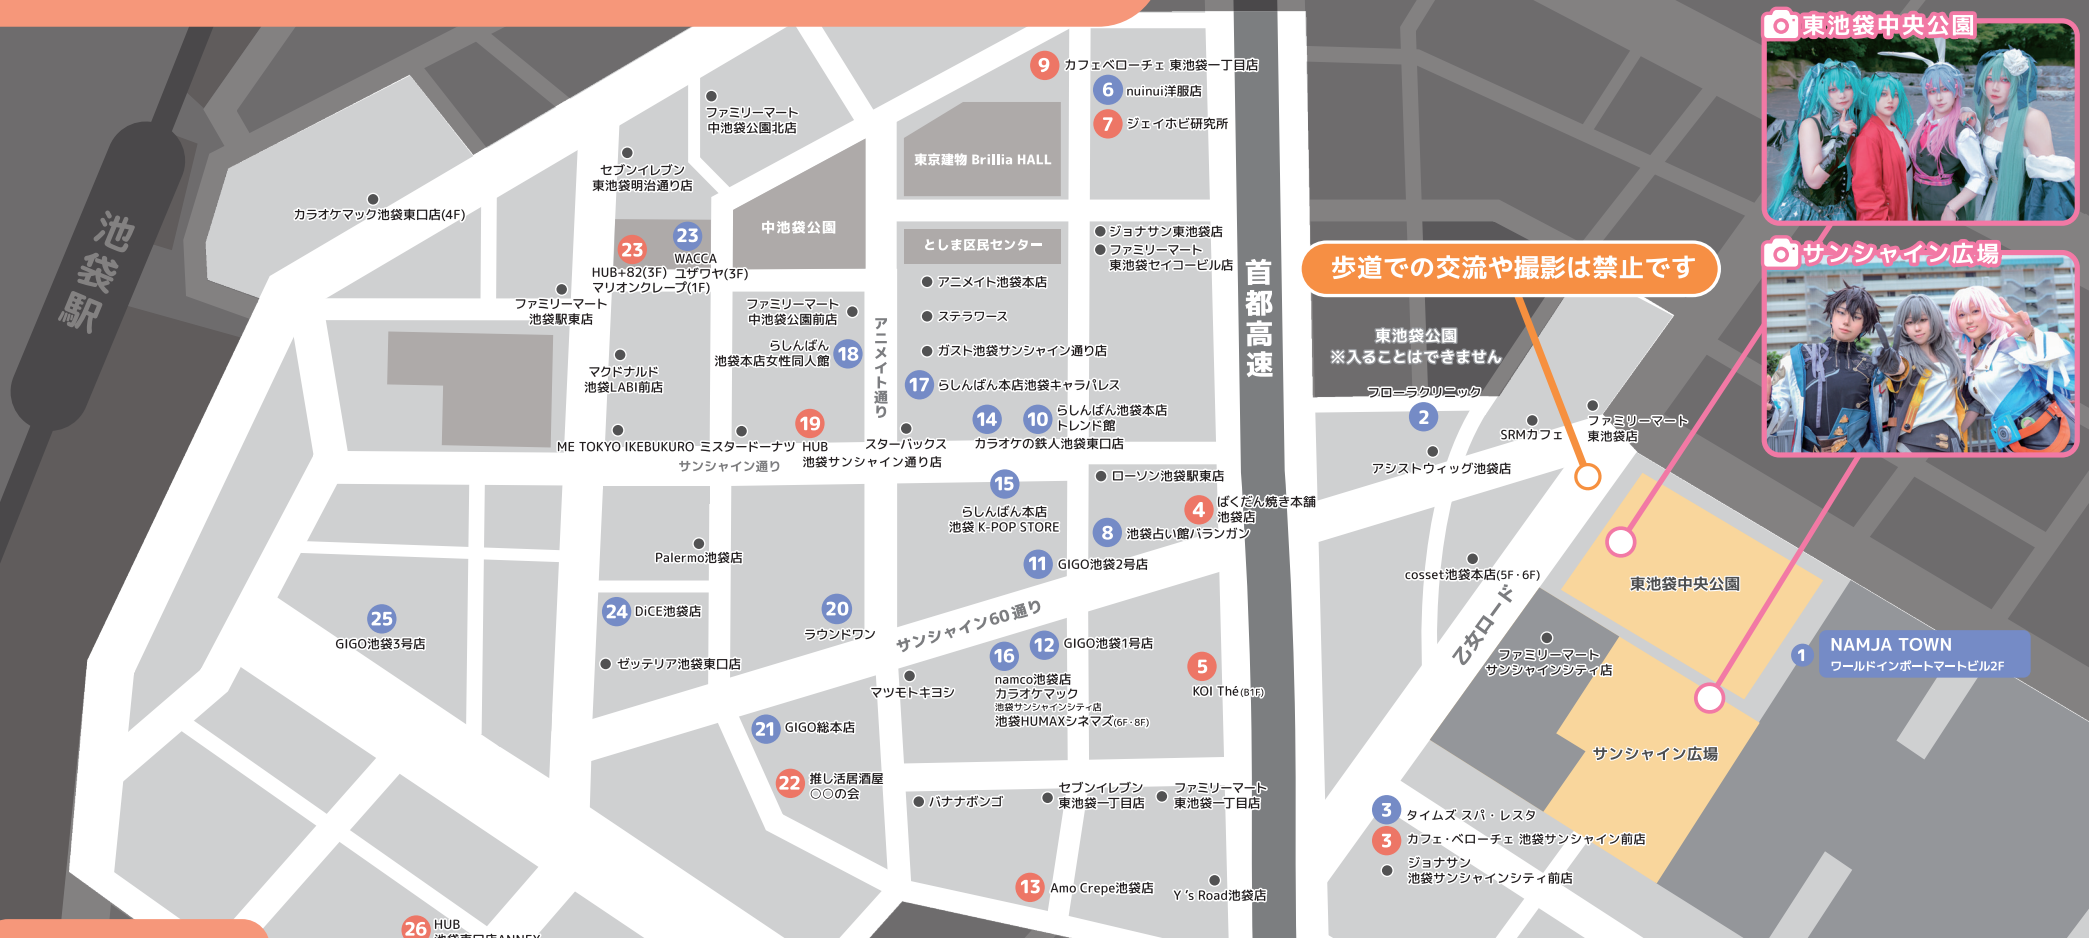 東池袋中央公園
サンシャイン広場
歩道での交流や撮影は禁止です
池袋駅
9
カフェベローチェ 東池袋一丁目店
6
nuinui洋服店
7
ジェイホビ研究所
ファミリーマート
中池袋公園北店
セブンイレブン
東池袋明治通り店
東京建物 Brillia HALL
カラオケマック池袋東口店(4F)
中池袋公園
としま区民センター
ジョナサン東池袋店
ファミリーマート
東池袋セイコービル店
23
23
WACCA
HUB+82(3F)
ユザワヤ(3F)
マリオンクレープ(1F)
ファミリーマート
池袋駅東店
ファミリーマート
中池袋公園前店
アニメイト池袋本店
ステラワース
ガスト池袋サンシャイン通り店
らしんばん
池袋本店女性同人館
18
アニメイト通り
首都高速
マクドナルド
池袋LABI前店
17
らしんばん本店池袋キャラパレス
14
10
らしんばん池袋本店
トレンド館
カラオケの鉄人池袋東口店
19
HUB
池袋サンシャイン通り店
スターバックス
ME TOKYO IKEBUKURO
ミスタードーナツ
サンシャイン通り
東池袋公園
※入ることはできません
フローラクリニック
2
SRMカフェ
ファミリーマート
東池袋店
アシストウィッグ池袋店
ローソン池袋駅東店
15
らしんばん本店
池袋 K-POP STORE
4
ばくだん焼き本舗
池袋店
8
池袋占い館バランガン
11
GIGO池袋2号店
Palermo池袋店
cosset池袋本店(5F·6F)
東池袋中央公園
25
GIGO池袋3号店
24
DiCE池袋店
20
ラウンドワン
サンシャイン60通り
12
GIGO池袋1号店
16
namco池袋店
カラオケマック
池袋サンシャインシティ店
池袋HUMAXシネマズ(6F·8F)
5
KOI Thé(B1F)
乙女ロード
ファミリーマート
サンシャインシティ店
1
NAMJA TOWN
ワールドインポートマートビル2F
ゼッテリア池袋東口店
マツモトキヨシ
21
GIGO総本店
22
推し活居酒屋
○○の会
サンシャイン広場
バナナボンゴ
セブンイレブン
東池袋一丁目店
ファミリーマート
東池袋一丁目店
3
タイムズ スパ・レスタ
3
カフェ・ベローチェ 池袋サンシャイン前店
ジョナサン
池袋サンシャインシティ前店
13
Amo Crepe池袋店
Y 's Road池袋店
26
HUB
池袋東口店ANNEX